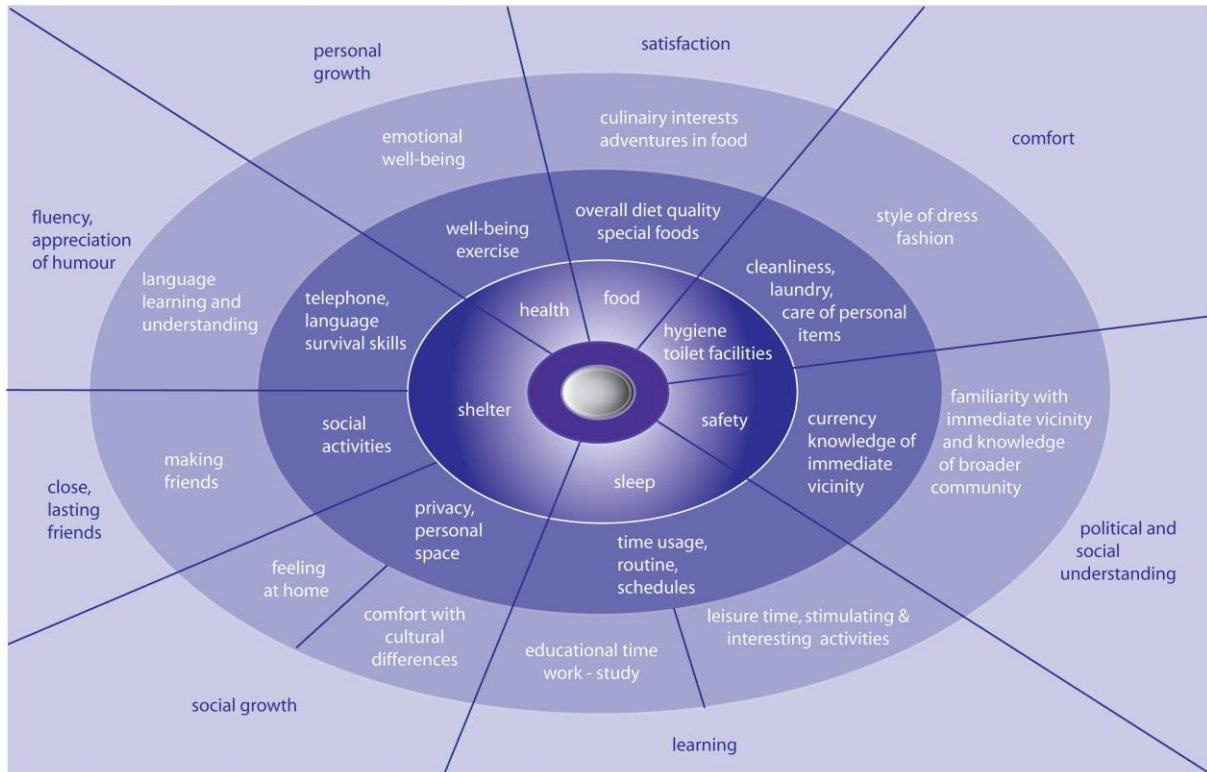 personal
growth
satisfaction
comfort
emotional
well-being
culinairy interests
adventures in food
fluency,
appreciation
of humour
language
learning and
understanding
well-being
exercise
overall diet quality
special foods
style of dress
fashion
telephone,
language
survival skills
cleanliness,
laundry,
care of personal
items
health
food
hygiene
toilet facilities
shelter
safety
sleep
social
activities
currency
knowledge of
immediate
vicinity
familiarity with
immediate vicinity
and knowledge
of broader
community
making
friends
close,
lasting
friends
privacy,
personal
space
time usage,
routine,
schedules
political and
social
understanding
feeling
at home
comfort with
cultural
differences
educational time
work - study
leisure time, stimulating &
interesting activities
social growth
learning